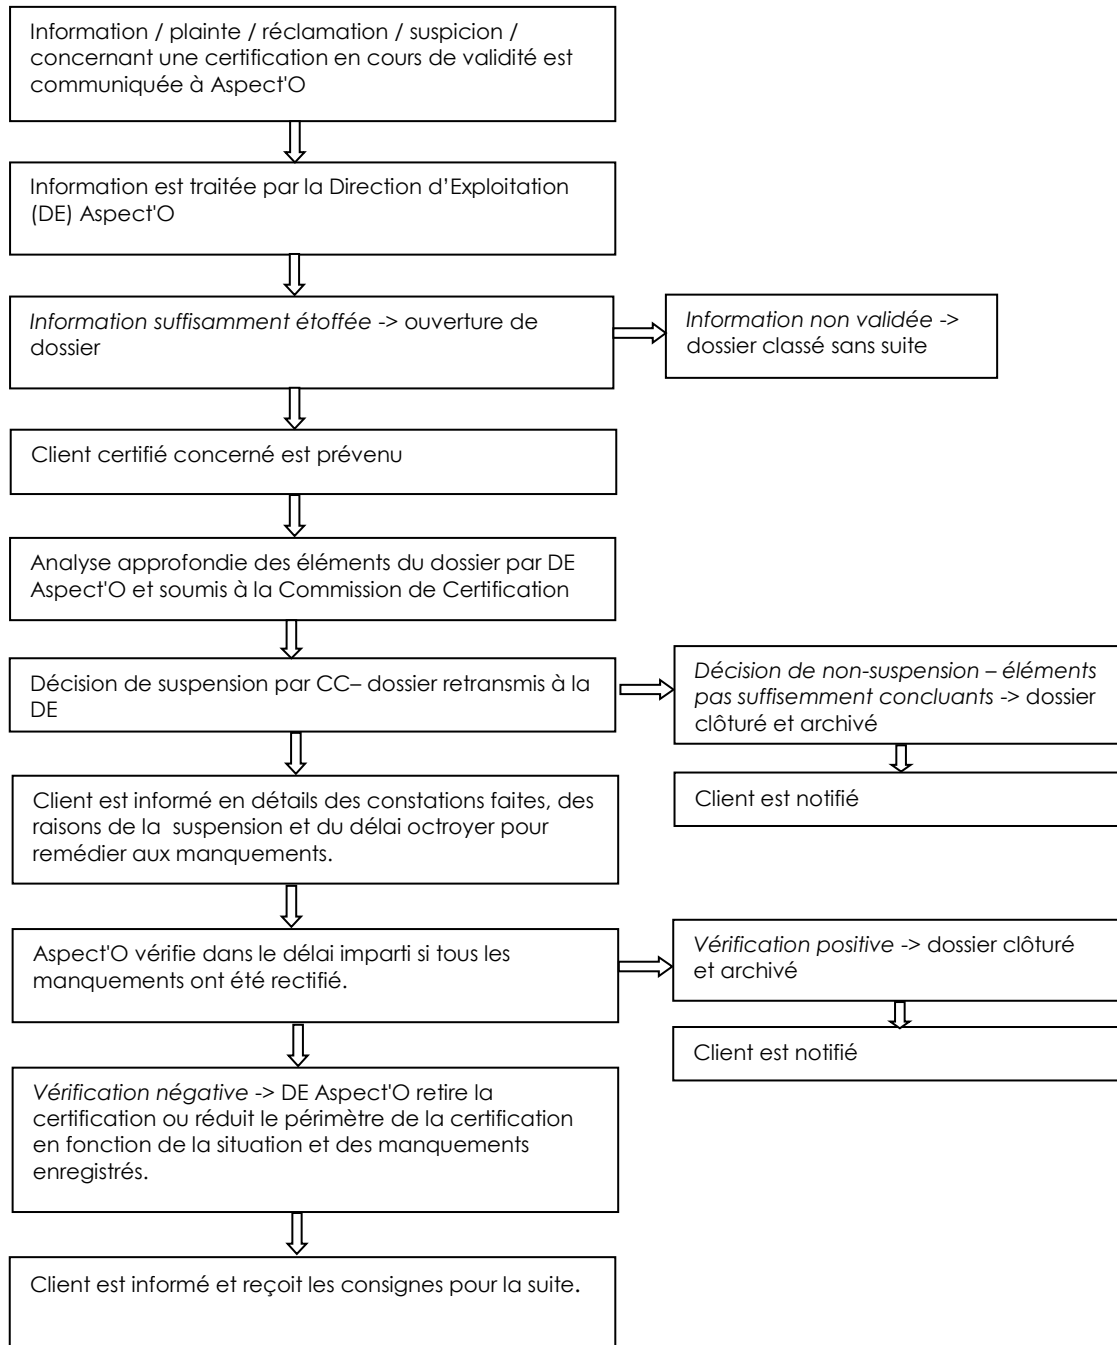 Information / plainte / réclamation / suspicion /
concernant une certification en cours de validité est
communiquée à Aspect'O
Information est traitée par la Direction d’Exploitation
(DE) Aspect'O
Information suffisamment étoffée -> ouverture de
dossier
Information non validée ->
dossier classé sans suite
Client certifié concerné est prévenu
Analyse approfondie des éléments du dossier par DE
Aspect'O et soumis à la Commission de Certification
Décision de suspension par CC– dossier retransmis à la
DE
Décision de non-suspension – éléments
pas suffisemment concluants -> dossier
clôturé et archivé
Client est notifié
Client est informé en détails des constations faites, des
raisons de la  suspension et du délai octroyer pour
remédier aux manquements.
Aspect'O vérifie dans le délai imparti si tous les
manquements ont été rectifié.
Vérification positive -> dossier clôturé
et archivé
Client est notifié
Vérification négative -> DE Aspect'O retire la
certification ou réduit le périmètre de la certification
en fonction de la situation et des manquements
enregistrés.
Client est informé et reçoit les consignes pour la suite.